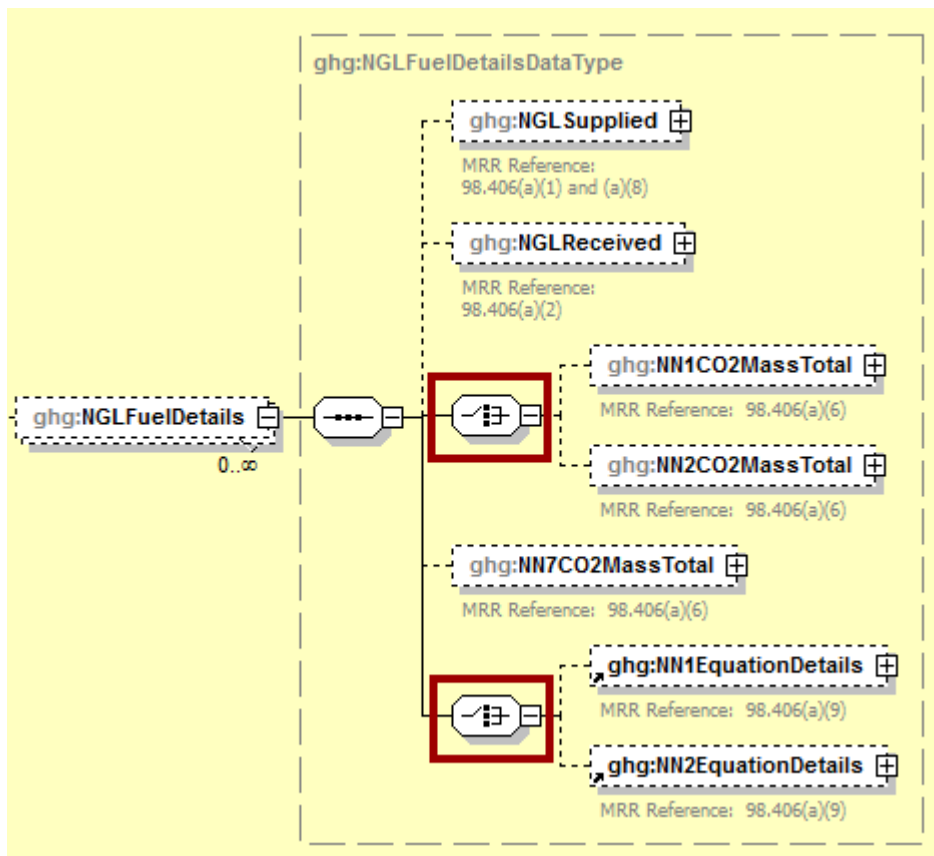 ghg:NGLFuelDetailsDataType
ghg:NGLSupplied
MRR Reference:
98.406(a)(1) and (a)(8)
ghg:NGLReceived
MRR Reference:
98.406(a)(2)
ghg:NN1CO2MassTotal
MRR Reference: 98.406(a)(6)
ghg:NGLFuelDetails
0..∞
ghg:NN2CO2MassTotal
MRR Reference: 98.406(a)(6)
ghg:NN7CO2MassTotal
MRR Reference: 98.406(a)(6)
ghg:NN1EquationDetails
MRR Reference: 98.406(a)(9)
ghg:NN2EquationDetails
MRR Reference: 98.406(a)(9)